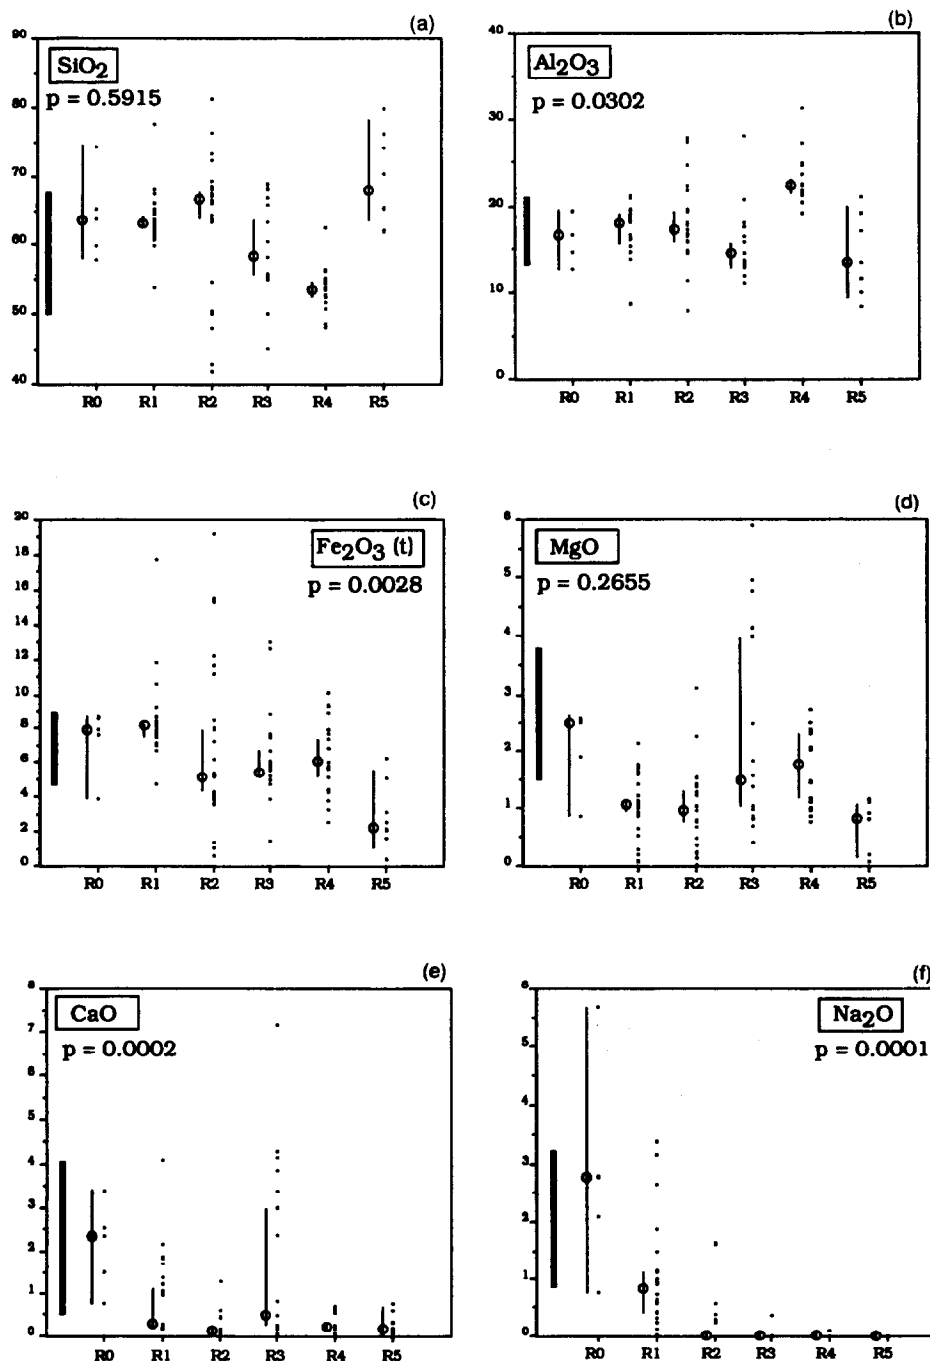 (a)
(b)
SiO2
p = 0.5915
90
80
70
60
50
40
R0 R1 R2 R3 R4 R5
Al2O3
p = 0.0302
40
30
20
10
0
R0 R1 R2 R3 R4 R5
(c)
(d)
Fe2O3 (t)
p = 0.0028
20
18
16
14
12
10
8
6
4
2
0
R0 R1 R2 R3 R4 R5
MgO
p = 0.2655
6
5
4
3
2
1
0
R0 R1 R2 R3 R4 R5
(e)
(f)
CaO
p = 0.0002
8
7
6
5
4
3
2
1
0
R0 R1 R2 R3 R4 R5
Na2O
p = 0.0001
6
5
4
3
2
1
0
R0 R1 R2 R3 R4 R5